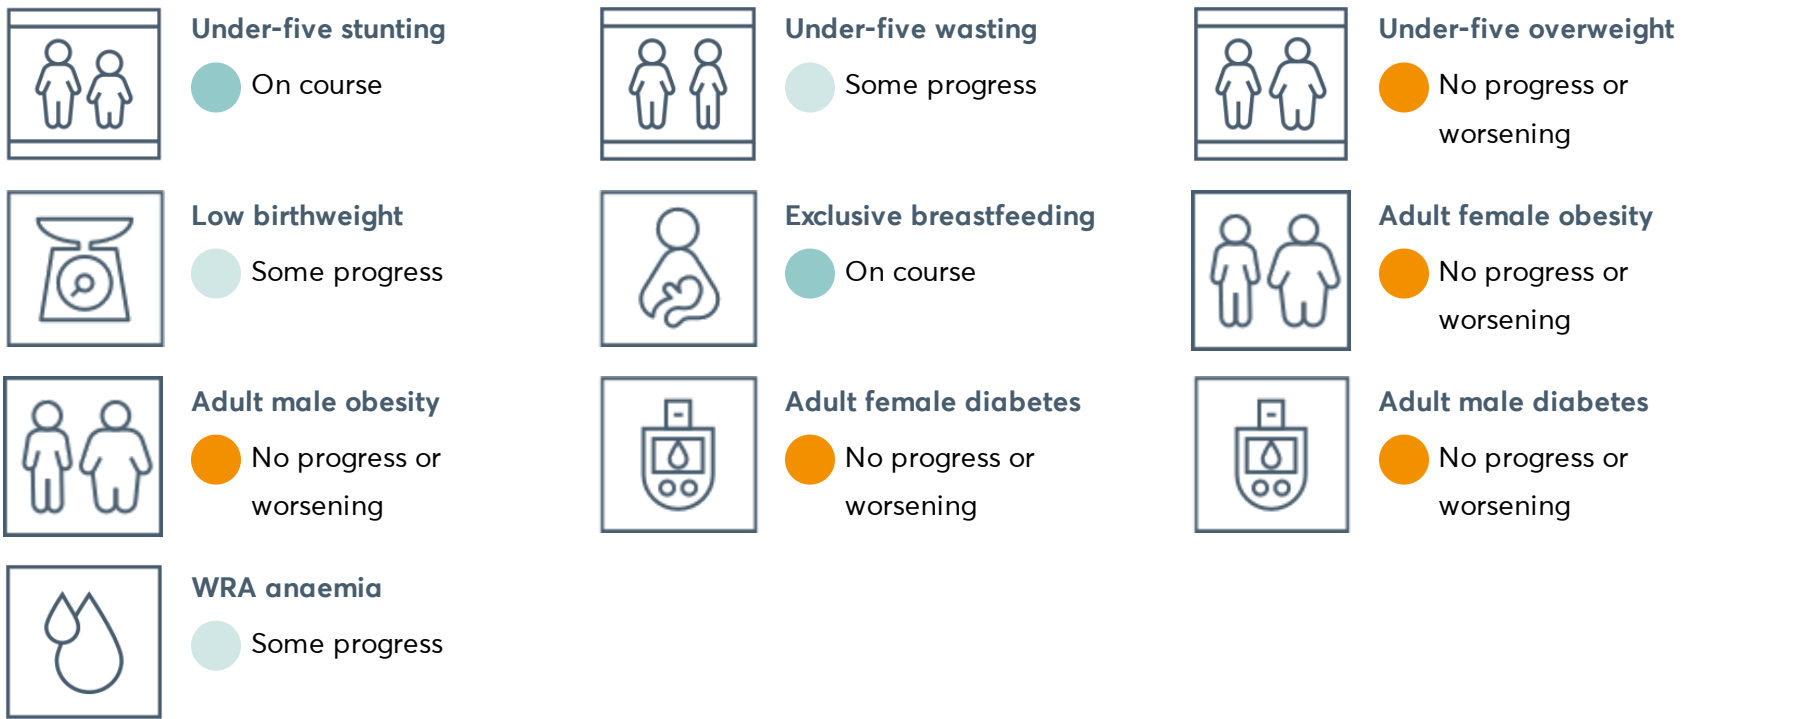 Under-five stunting
On course
Under-five wasting
Some progress
Under-five overweight
No progress or
worsening
Low birthweight
Some progress
Exclusive breastfeeding
On course
Adult female obesity
No progress or
worsening
Adult male obesity
No progress or
worsening
Adult female diabetes
No progress or
worsening
Adult male diabetes
No progress or
worsening
WRA anaemia
Some progress